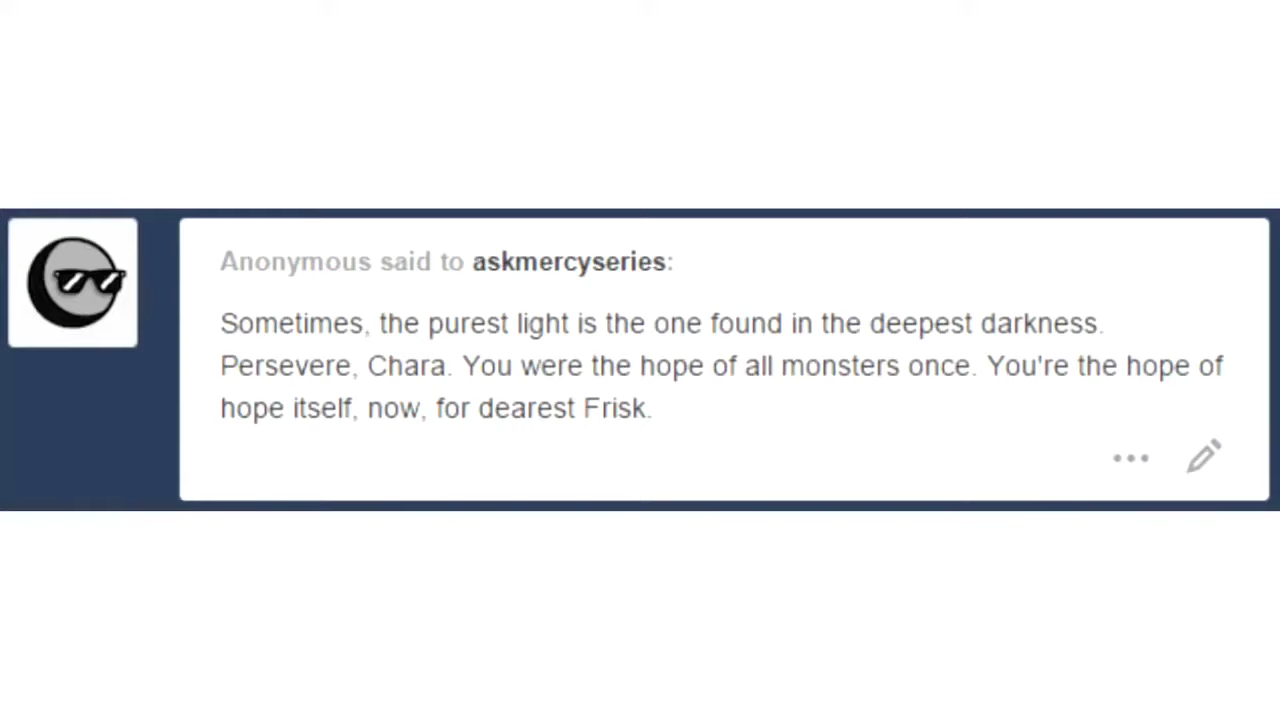 Anonymous said to askmercyseries:
Sometimes, the purest light is the one found in the deepest darkness.
Persevere, Chara. You were the hope of all monsters once. You're the hope of
hope itself, now, for dearest Frisk.